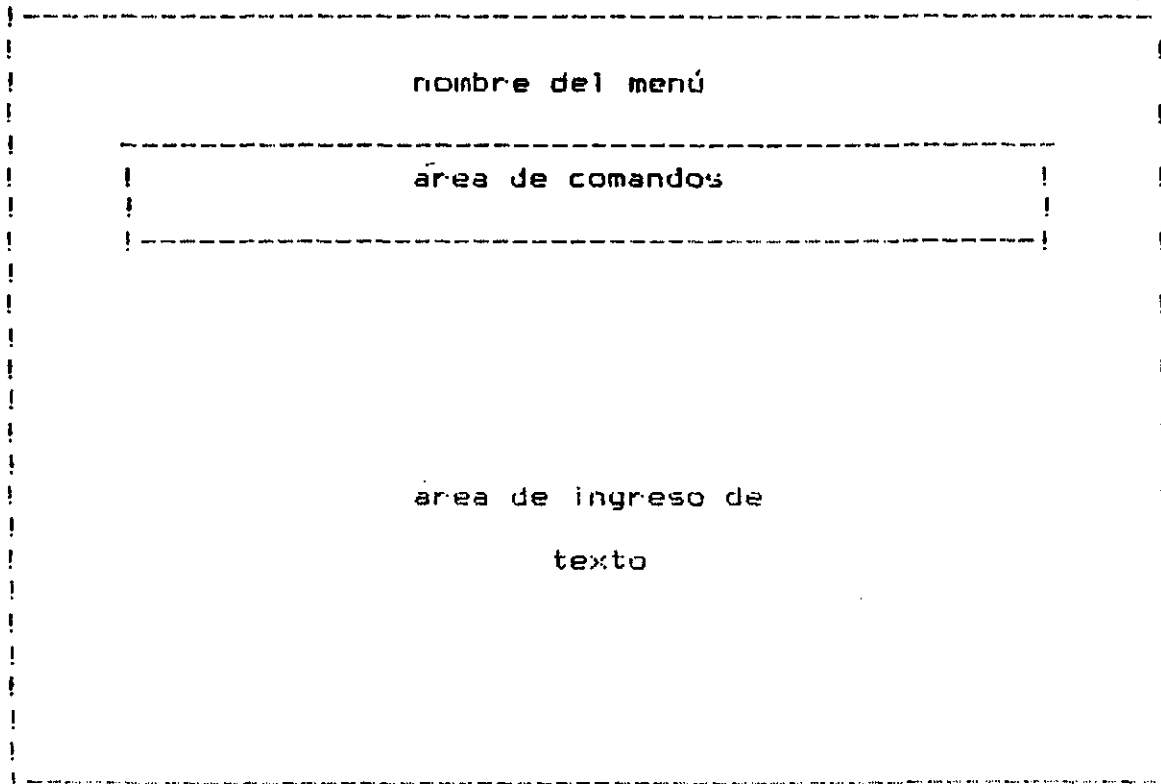 nombre del menú
área de comandos
area de ingreso de
texto